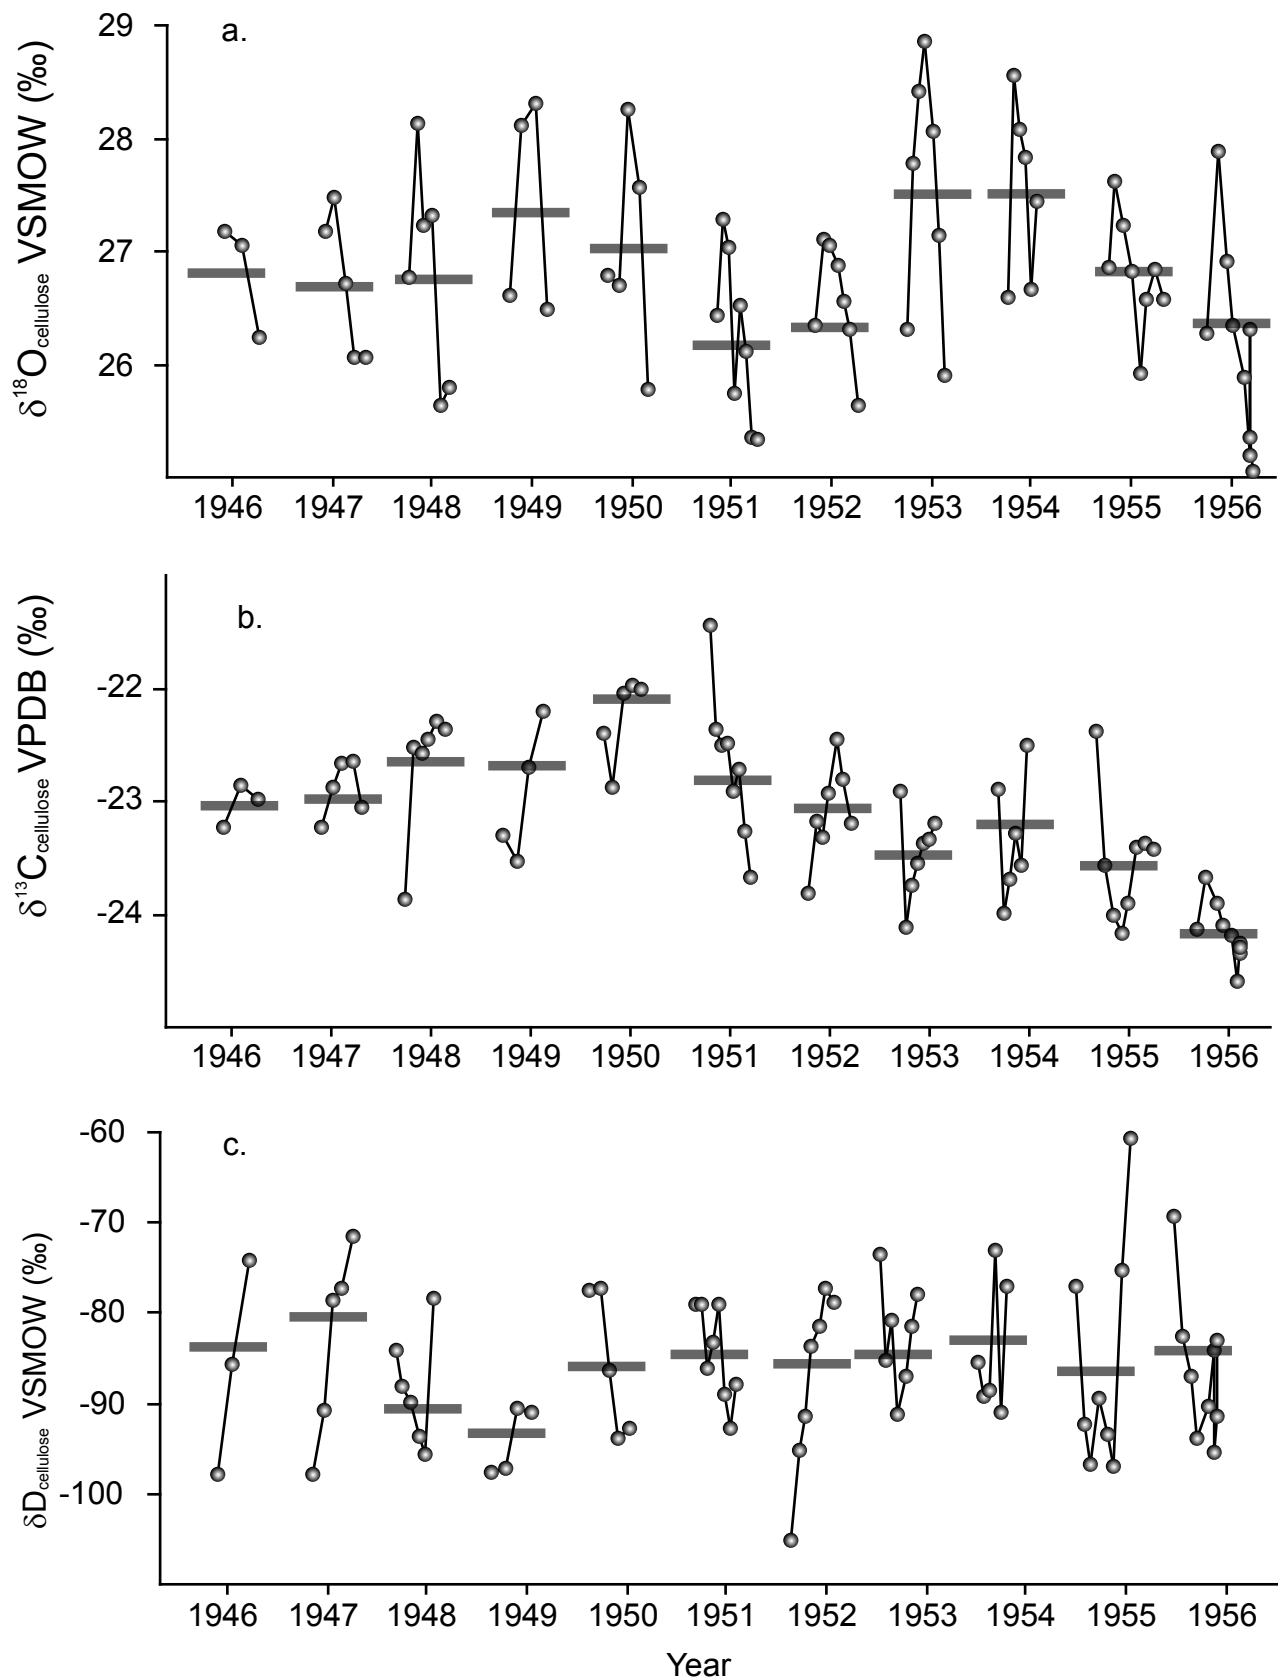 a.
δ¹⁸Ocellulose VSMOW (‰)
29
28
27
26
1946 1947 1948 1949 1950 1951 1952 1953 1954 1955 1956
b.
δ¹³Ccellulose VPDB (‰)
-22
-23
-24
1946 1947 1948 1949 1950 1951 1952 1953 1954 1955 1956
c.
δDcellulose VSMOW (‰)
-60
-70
-80
-90
-100
1946 1947 1948 1949 1950 1951 1952 1953 1954 1955 1956
Year